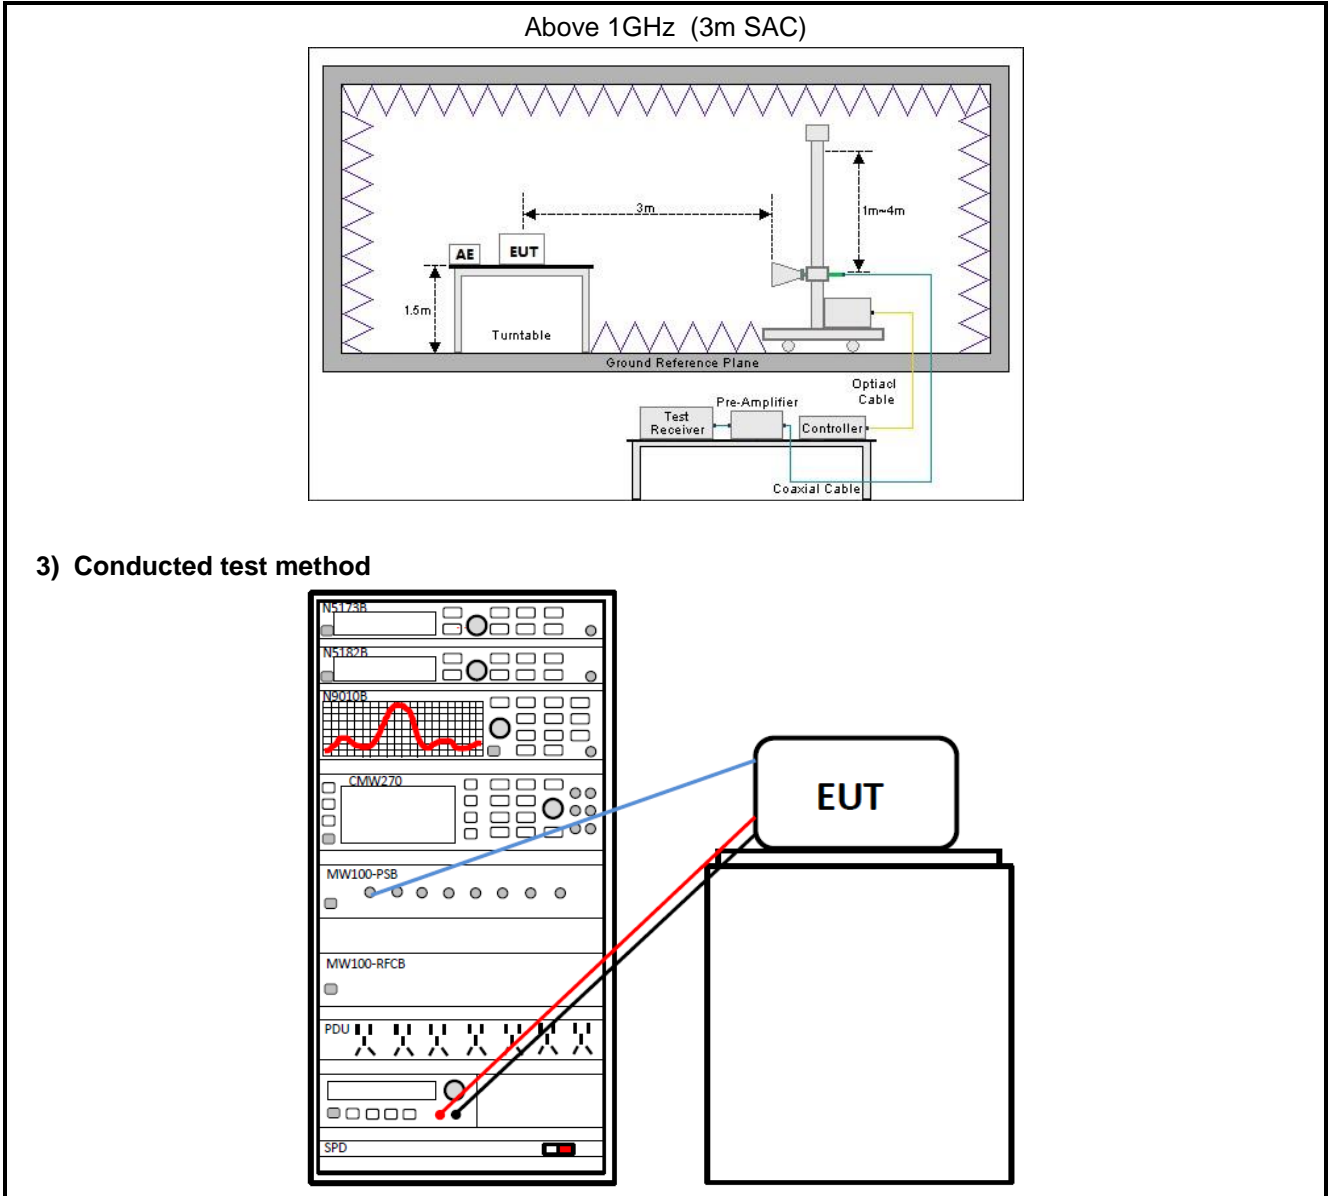 Above 1GHz (3m SAC)
3m
1m~4m
AE
EUT
1.5m
Turntable
Ground Reference Plane
Optiacl
Cable
Pre-Amplifier
Test
Receiver
Controller
Coaxial Cable
3) Conducted test method
N5173B
N5182B
N9010B
CMW270
EUT
MW100-PSB
MW100-RFCB
PDU
SPD